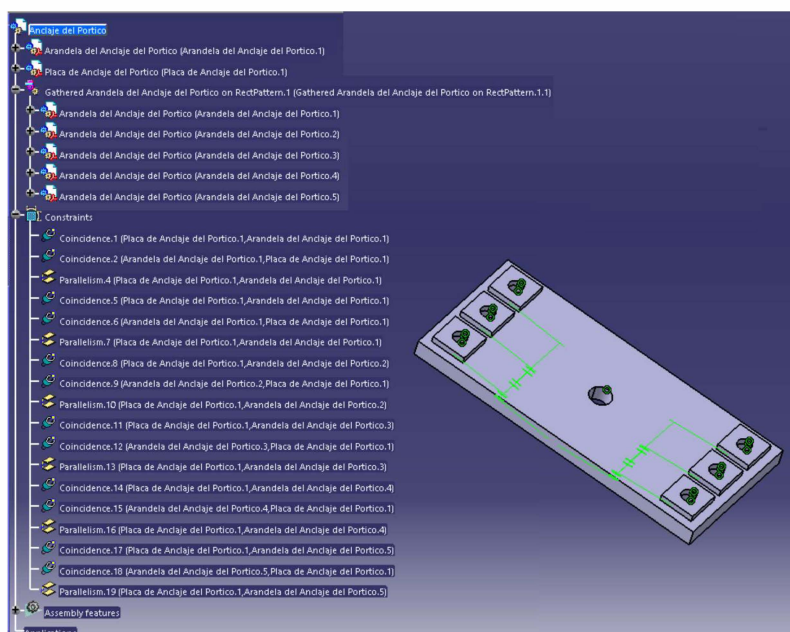 Anclaje del Portico
Arandela del Anclaje del Portico (Arandela del Anclaje del Portico.1)
Placa de Anclaje del Portico (Placa de Anclaje del Portico.1)
Gathered Arandela del Anclaje del Portico on RectPattern.1 (Gathered Arandela del Anclaje del Portico on RectPattern.1.1)
Arandela del Anclaje del Portico (Arandela del Anclaje del Portico.1)
Arandela del Anclaje del Portico (Arandela del Anclaje del Portico.2)
Arandela del Anclaje del Portico (Arandela del Anclaje del Portico.3)
Arandela del Anclaje del Portico (Arandela del Anclaje del Portico.4)
Arandela del Anclaje del Portico (Arandela del Anclaje del Portico.5)
Constraints
Coincidence.1 (Placa de Anclaje del Portico.1,Arandela del Anclaje del Portico.1)
Coincidence.2 (Arandela del Anclaje del Portico.1,Placa de Anclaje del Portico.1)
Parallelism.4 (Placa de Anclaje del Portico.1,Arandela del Anclaje del Portico.1)
Coincidence.5 (Placa de Anclaje del Portico.1,Arandela del Anclaje del Portico.1)
Coincidence.6 (Arandela del Anclaje del Portico.1,Placa de Anclaje del Portico.1)
Parallelism.7 (Placa de Anclaje del Portico.1,Arandela del Anclaje del Portico.1)
Coincidence.8 (Placa de Anclaje del Portico.1,Arandela del Anclaje del Portico.2)
Coincidence.9 (Arandela del Anclaje del Portico.2,Placa de Anclaje del Portico.1)
Parallelism.10 (Placa de Anclaje del Portico.1,Arandela del Anclaje del Portico.2)
Coincidence.11 (Placa de Anclaje del Portico.1,Arandela del Anclaje del Portico.3)
Coincidence.12 (Arandela del Anclaje del Portico.3,Placa de Anclaje del Portico.1)
Parallelism.13 (Placa de Anclaje del Portico.1,Arandela del Anclaje del Portico.3)
Coincidence.14 (Placa de Anclaje del Portico.1,Arandela del Anclaje del Portico.4)
Coincidence.15 (Arandela del Anclaje del Portico.4,Placa de Anclaje del Portico.1)
Parallelism.16 (Placa de Anclaje del Portico.1,Arandela del Anclaje del Portico.4)
Coincidence.17 (Placa de Anclaje del Portico.1,Arandela del Anclaje del Portico.5)
Coincidence.18 (Arandela del Anclaje del Portico.5,Placa de Anclaje del Portico.1)
Parallelism.19 (Placa de Anclaje del Portico.1,Arandela del Anclaje del Portico.5)
Assembly features
Applications